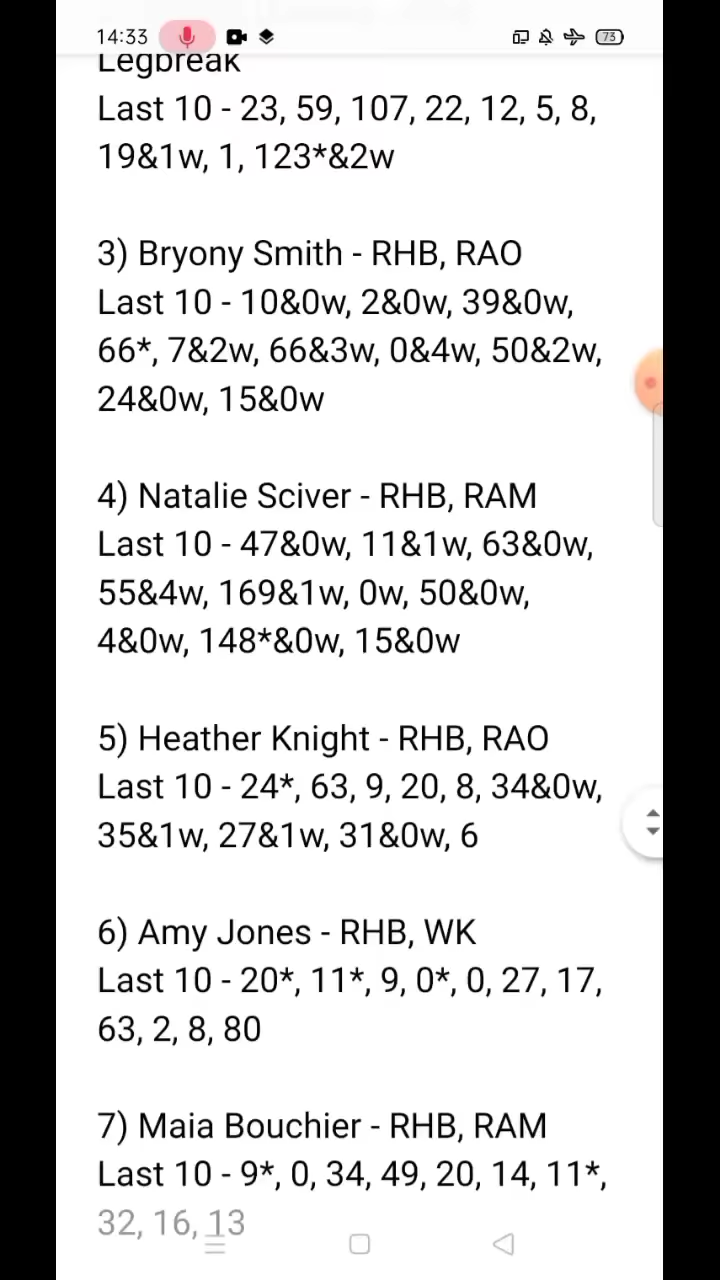 14:33
73
Legbreak
Last 10 - 23, 59, 107, 22, 12, 5, 8,
19&1w, 1, 123*&2w
3) Bryony Smith - RHB, RAO
Last 10 - 10&0w, 2&0w, 39&0w,
66*, 7&2w, 66&3w, 0&4w, 50&2w,
24&0w, 15&0w
4) Natalie Sciver - RHB, RAM
Last 10 - 47&0w, 11&1w, 63&0w,
55&4w, 169&1w, 0w, 50&0w,
4&0w, 148*&0w, 15&0w
5) Heather Knight - RHB, RAO
Last 10 - 24*, 63, 9, 20, 8, 34&0w,
35&1w, 27&1w, 31&0w, 6
6) Amy Jones - RHB, WK
Last 10 - 20*, 11*, 9, 0*, 0, 27, 17,
63, 2, 8, 80
7) Maia Bouchier - RHB, RAM
Last 10 - 9*, 0, 34, 49, 20, 14, 11*,
32, 16, 13